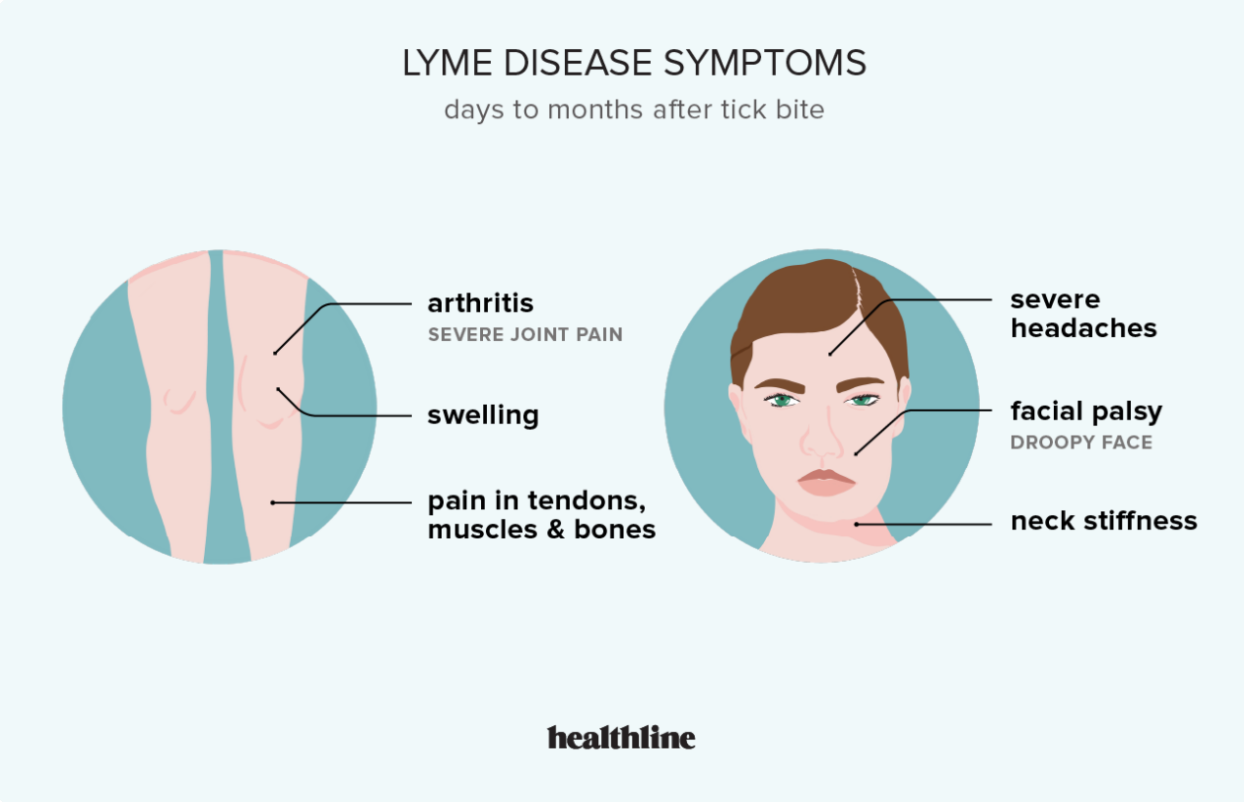 LYME DISEASE SYMPTOMS
days to months after tick bite
arthritis
SEVERE JOINT PAIN
swelling
pain in tendons,
muscles & bones
severe
headaches
facial palsy
DROOPY FACE
neck stiffness
healthline